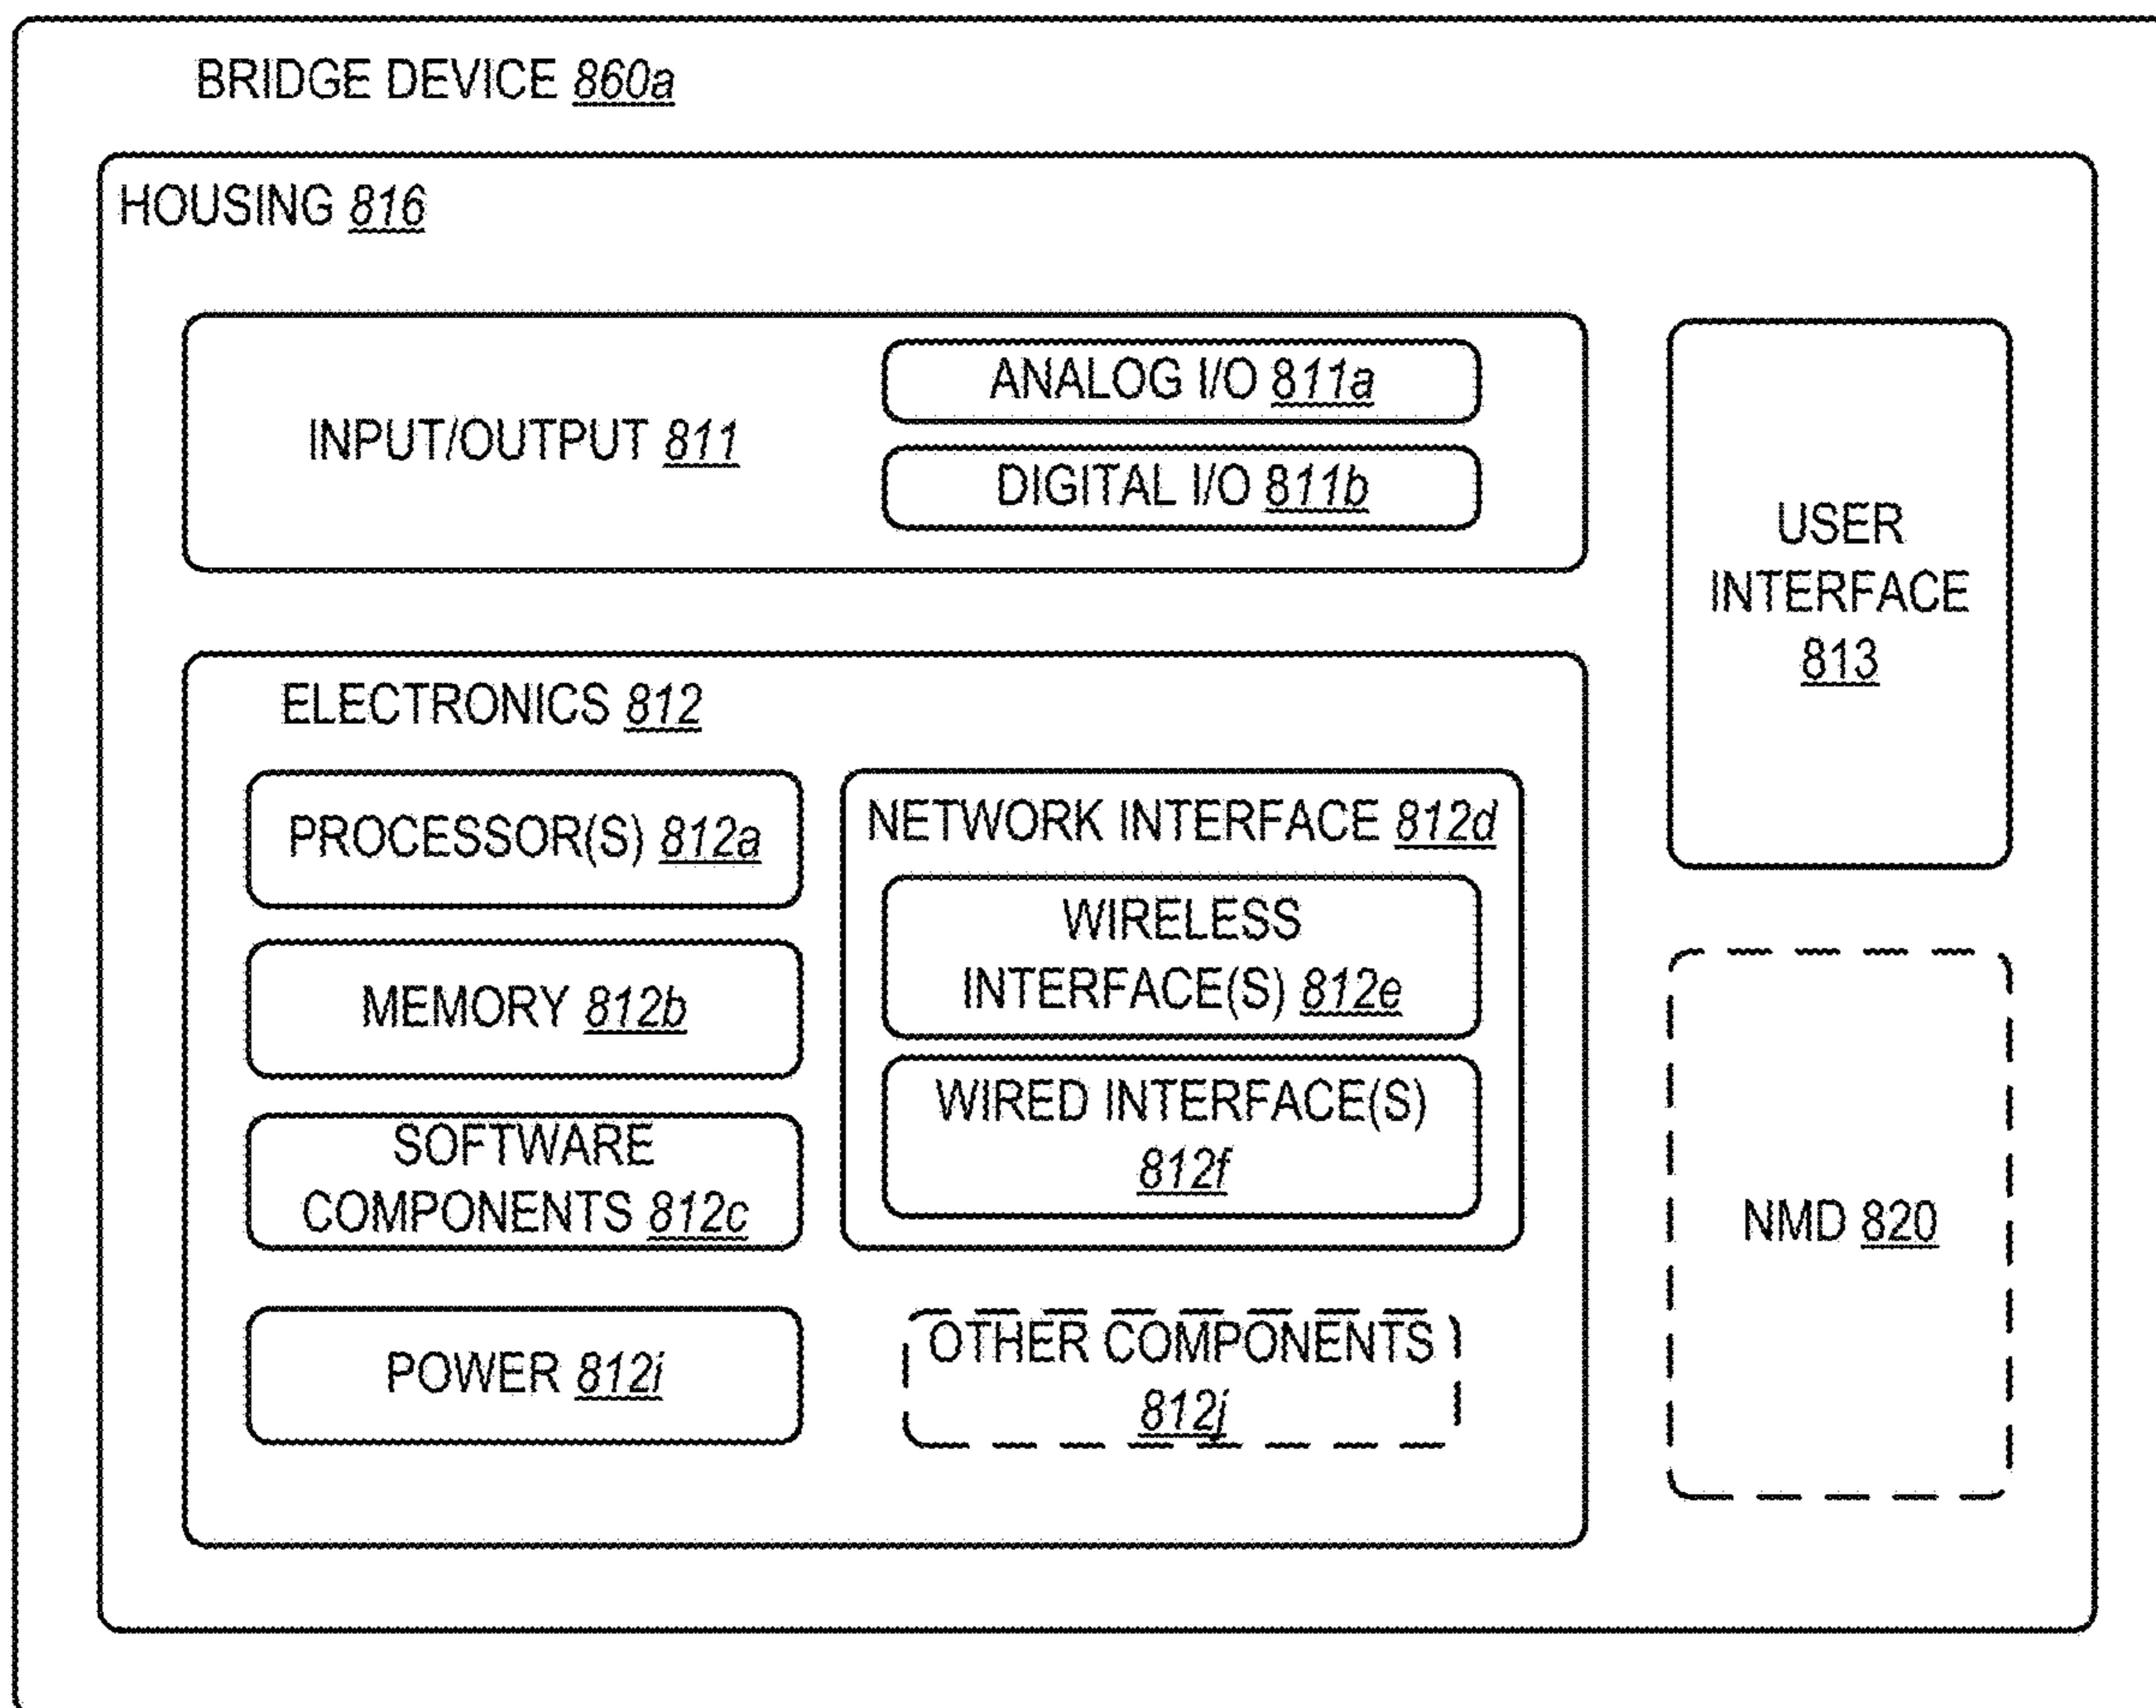 BRIDGE DEVICE 860a
HOUSING 816
INPUT/OUTPUT 811
ANALOG I/O 811a
DIGITAL I/O 811b
USER
INTERFACE
813
ELECTRONICS 812
PROCESSOR(S) 812a
MEMORY 812b
SOFTWARE
COMPONENTS 812c
POWER 812i
NETWORK INTERFACE 812d
WIRELESS
INTERFACE(S) 812e
WIRED INTERFACE(S)
812f
OTHER COMPONENTS
812j
NMD 820